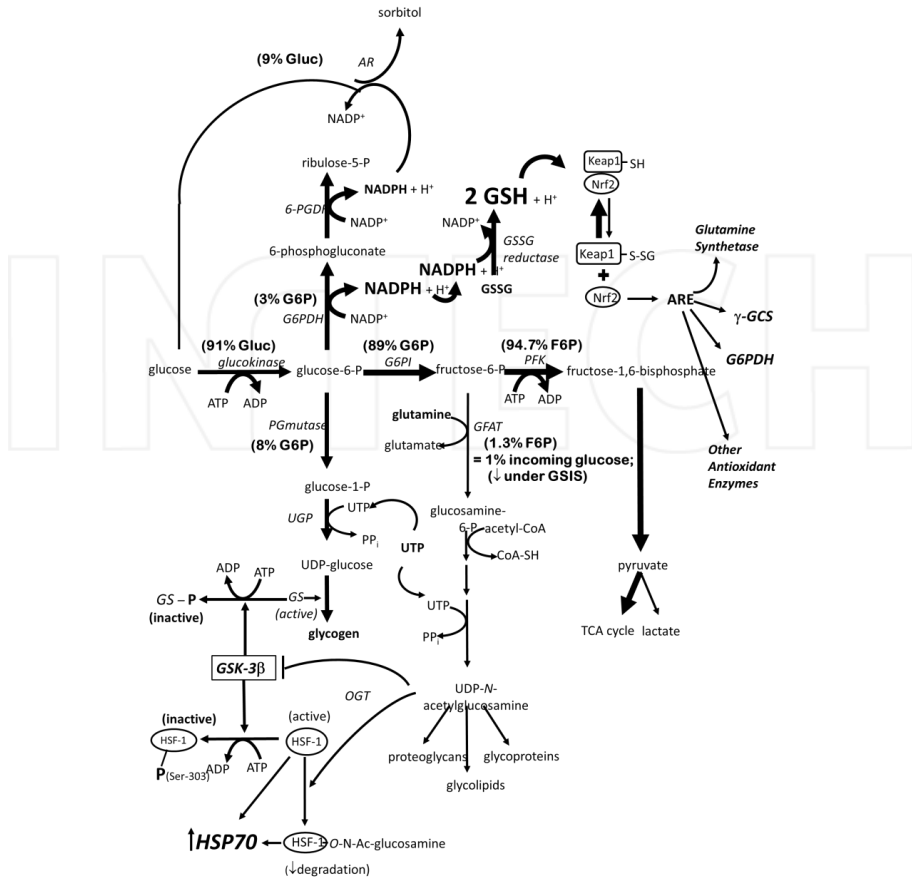 sorbitol
(9% Gluc)
AR
NADP⁺
ribulose-5-P
6-PGDH
NADPH + H⁺
NADP⁺
6-phosphogluconate
2 GSH + H⁺
NADP⁺
GSSG
reductase
NADPH + H⁺
GSSG
Keap1 -SH
Nrf2
Keap1 -S-SG
+
Nrf2
ARE
Glutamine
Synthetase
γ-GCS
G6PDH
Other
Antioxidant
Enzymes
(3% G6P)
G6PDH
NADPH + H⁺
NADP⁺
(91% Gluc)
glucose
glucokinase
ATP
ADP
glucose-6-P
(89% G6P)
G6PI
fructose-6-P
(94.7% F6P)
PFK
ATP
ADP
fructose-1,6-bisphosphate
PGmutase
(8% G6P)
glutamine
glutamate
GFAT
(1.3% F6P)
= 1% incoming glucose;
(↓ under GSIS)
glucose-1-P
UGP
UTP
PPi
UTP
glucosamine-
6-P
acetyl-CoA
CoA-SH
UDP-glucose
UTP
PPi
pyruvate
TCA cycle
lactate
ADP
ATP
GS – P
(inactive)
GS
(active)
glycogen
GSK-3β
OGT
UDP-N-
acetylglucosamine
proteoglycans
glycoproteins
glycolipids
(inactive)
(active)
HSF-1
HSF-1
P(Ser-303)
ADP
ATP
↑HSP70
HSF-1
O-N-Ac-glucosamine
(↓degradation)
INTECH